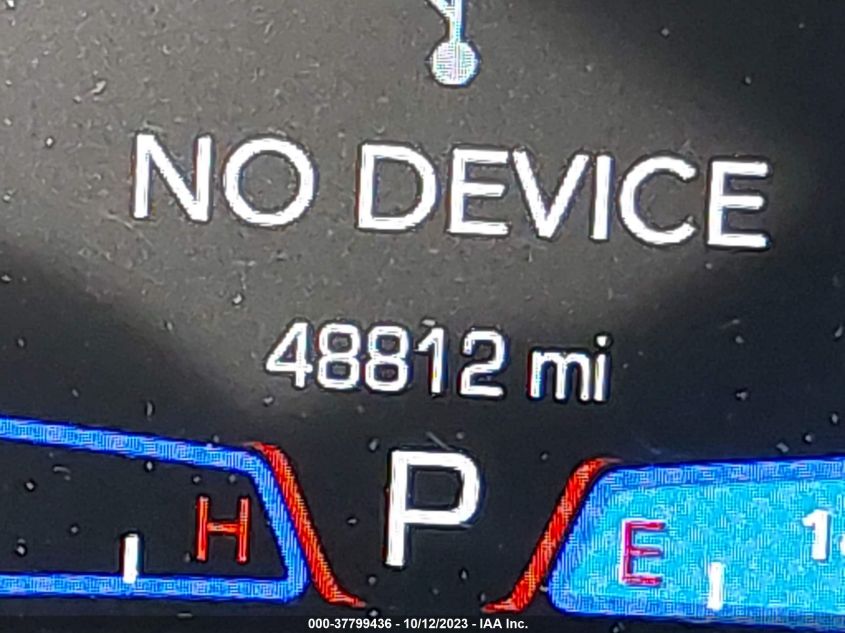 NO DEVICE
48812 mi
P
H
E
000-37799436 - 10/12/2023 - IAA Inc.